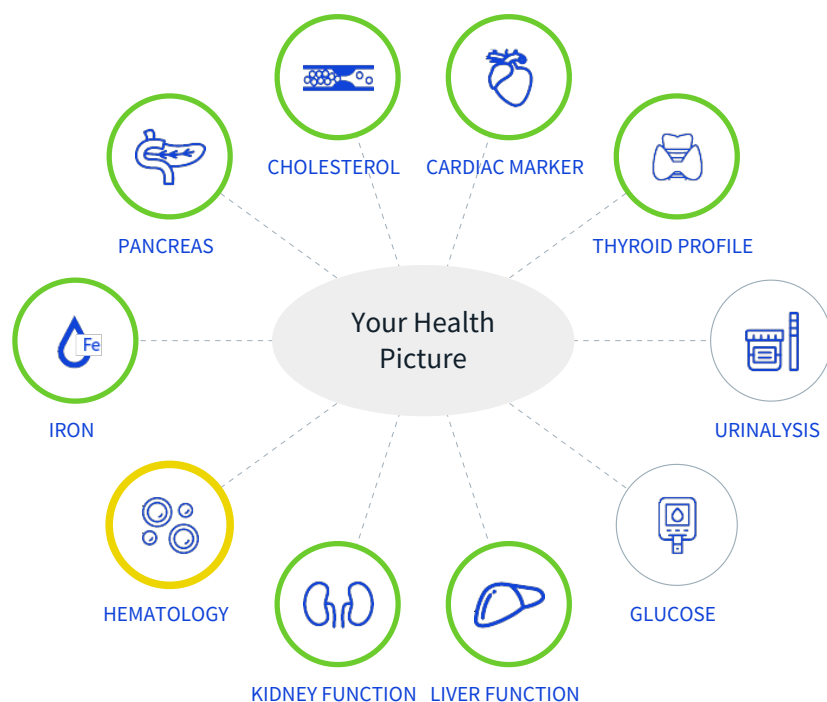 CHOLESTEROL
CARDIAC MARKER
PANCREAS
THYROID PROFILE
Your Health
Picture
Fe
IRON
URINALYSIS
HEMATOLOGY
GLUCOSE
KIDNEY FUNCTION
LIVER FUNCTION